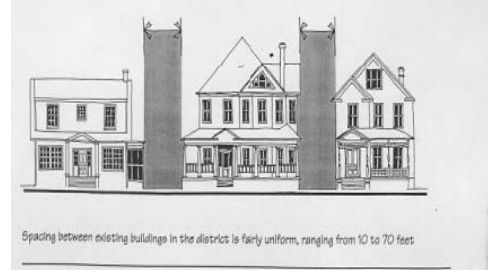 Spacing between existing buildings in the district is fairly uniform, ranging from 10 to 70 feet